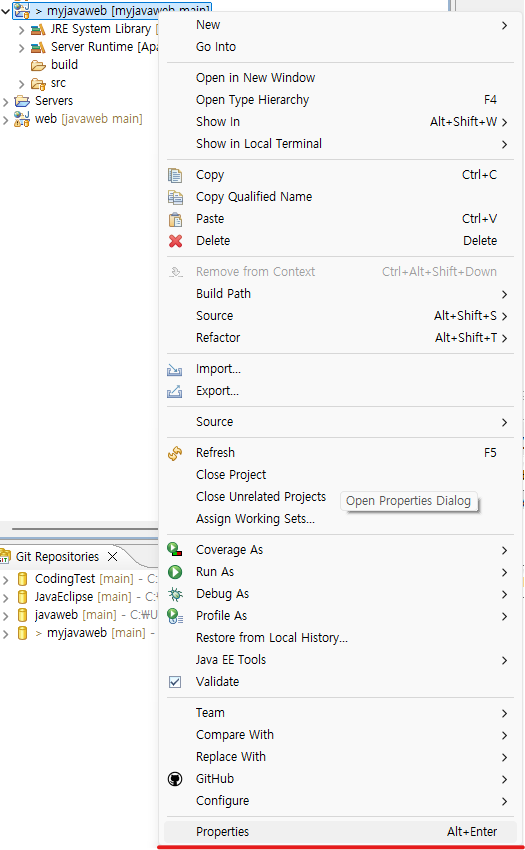 > myjavaweb [myjavaweb main]
JRE System Library [
Server Runtime [Apa
build
src
Servers
web [javaweb main]
New
Go Into
Open in New Window
Open Type Hierarchy F4
Show In Alt+Shift+W
Show in Local Terminal
Copy Ctrl+C
Copy Qualified Name
Paste Ctrl+V
Delete Delete
Remove from Context Ctrl+Alt+Shift+Down
Build Path
Source Alt+Shift+S
Refactor Alt+Shift+T
Import...
Export...
Source
Refresh F5
Close Project
Close Unrelated Projects
Open Properties Dialog
Assign Working Sets...
Coverage As
Run As
Debug As
Profile As
Restore from Local History...
Java EE Tools
Validate
Team
Compare With
Replace With
GitHub
Configure
Properties Alt+Enter
GIT Git Repositories
CodingTest [main] - C:
JavaEclipse [main] - C:
javaweb [main] - C:₩U
> myjavaweb [main] -